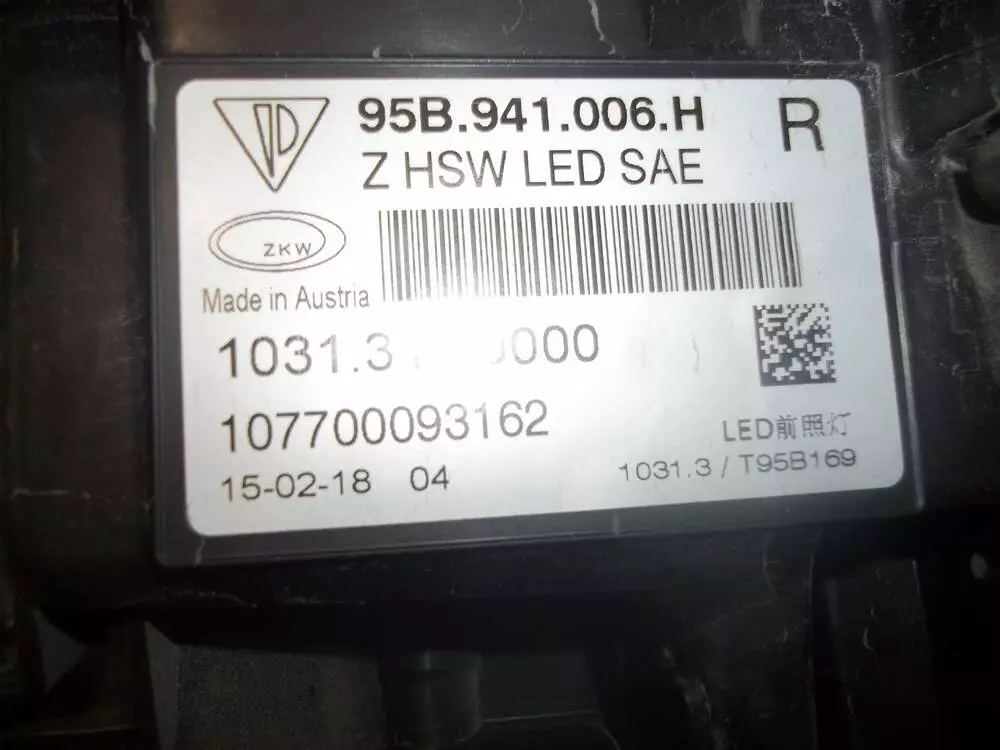 95B.941.006.H R
Z HSW LED SAE
ZKW
Made in Austria
1031.3 000
107700093162
LED前照灯
15-02-18 04
1031.3 / T95B169